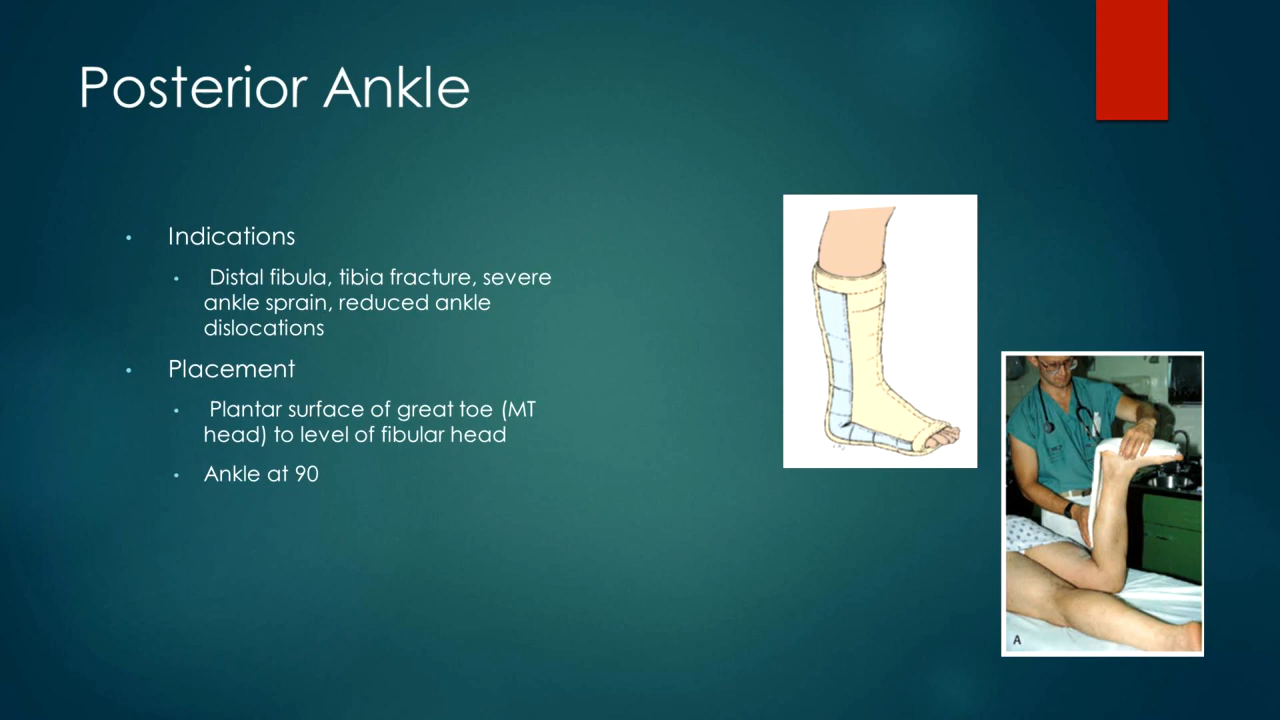 Posterior Ankle
• Indications
• Distal fibula, tibia fracture, severe
ankle sprain, reduced ankle
dislocations
• Placement
• Plantar surface of great toe (MT
head) to level of fibular head
• Ankle at 90
A